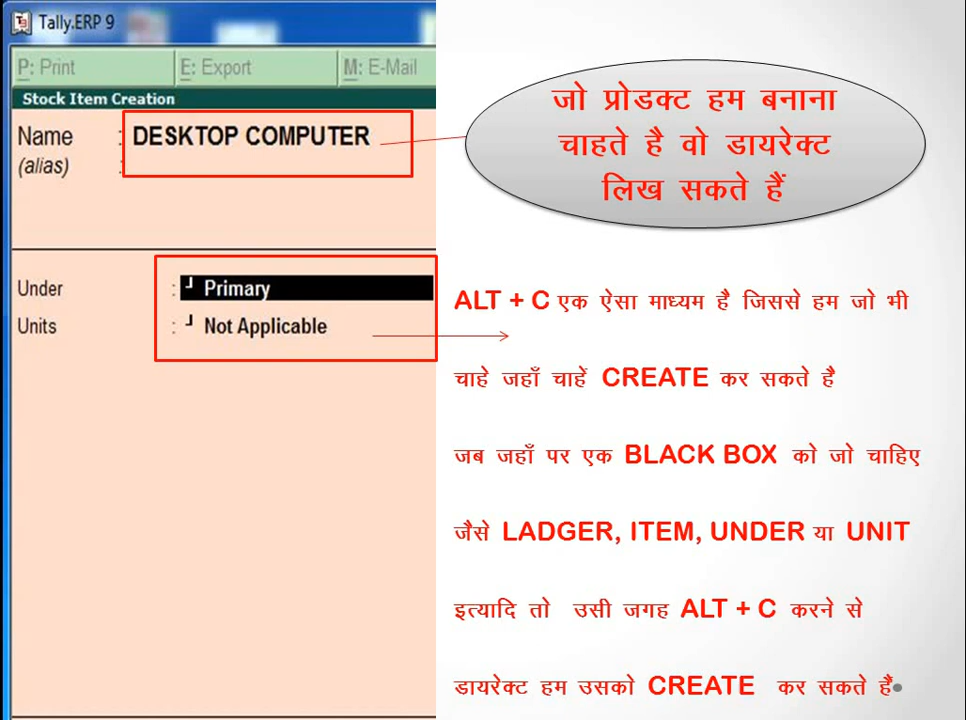 Tally.ERP 9
P: Print E: Export M: E-Mail
Stock Item Creation
Name : DESKTOP COMPUTER
(alias) :
Under : Primary
Units : Not Applicable
जो प्रोडक्ट हम बनाना
चाहते है वो डायरेक्ट
लिख सकते हैं
ALT + C एक ऐसा माध्यम है जिससे हम जो भी
चाहे जहाँ चाहें CREATE कर सकते है
जब जहाँ पर एक BLACK BOX को जो चाहिए
जैसे LADGER, ITEM, UNDER या UNIT
इत्यादि तो उसी जगह ALT + C करने से
डायरेक्ट हम उसको CREATE कर सकते हैं